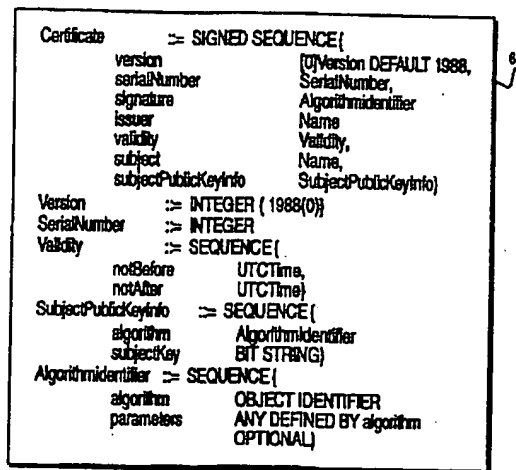 Certificate ::= SIGNED SEQUENCE{
version [0]Version DEFAULT 1988,
serialNumber SerialNumber,
signature AlgorithmIdentifier
issuer Name
validity Validity,
subject Name,
subjectPublicKeyInfo SubjectPublicKeyInfo}
Version ::= INTEGER { 1988(0)}
SerialNumber ::= INTEGER
Validity ::= SEQUENCE{
notBefore UTCTime,
notAfter UTCTime}
SubjectPublicKeyInfo ::= SEQUENCE{
algorithm AlgorithmIdentifier
subjectKey BIT STRING}
AlgorithmIdentifier ::= SEQUENCE{
algorithm OBJECT IDENTIFIER
parameters ANY DEFINED BY algorithm
OPTIONAL}
6